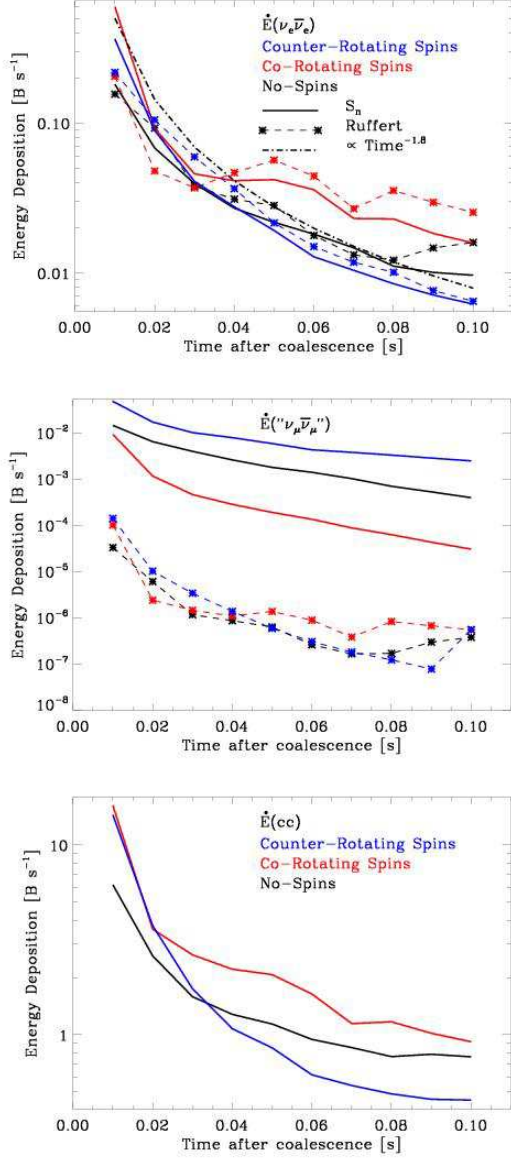 Energy Deposition [B s⁻¹]
0.10
0.01
Ė(νₑν̅ₑ)
Counter-Rotating Spins
Co-Rotating Spins
No-Spins
Sₙ
Ruffert
∝ Time⁻¹·⁸
0.00 0.02 0.04 0.06 0.08 0.10
Time after coalescence [s]
Energy Deposition [B s⁻¹]
Ė("ν_μν̅_μ")
10⁻²
10⁻³
10⁻⁴
10⁻⁵
10⁻⁶
10⁻⁷
10⁻⁸
0.00 0.02 0.04 0.06 0.08 0.10
Time after coalescence [s]
Energy Deposition [B s⁻¹]
10
1
Ė(cc)
Counter-Rotating Spins
Co-Rotating Spins
No-Spins
0.00 0.02 0.04 0.06 0.08 0.10
Time after coalescence [s]